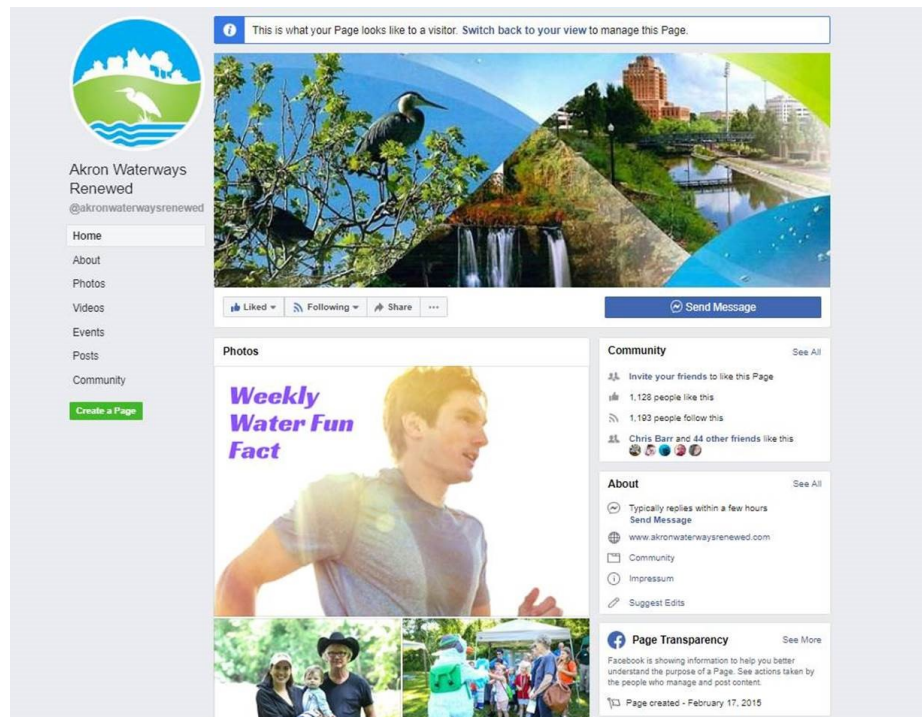 This is what your Page looks like to a visitor. Switch back to your view to manage this Page.
Akron Waterways
Renewed
@akronwaterwaysrenewed
Home
About
Photos
Videos
Events
Posts
Community
Create a Page
Liked
Following
Share
Send Message
Photos
Weekly
Water Fun
Fact
Community
See All
Invite your friends to like this Page
1,128 people like this
1,193 people follow this
Chris Barr and 44 other friends like this
About
See All
Typically replies within a few hours
Send Message
www.akronwaterwaysrenewed.com
Community
Impressum
Suggest Edits
Page Transparency
See More
Facebook is showing information to help you better
understand the purpose of a Page. See actions taken by
the people who manage and post content.
Page created - February 17, 2015